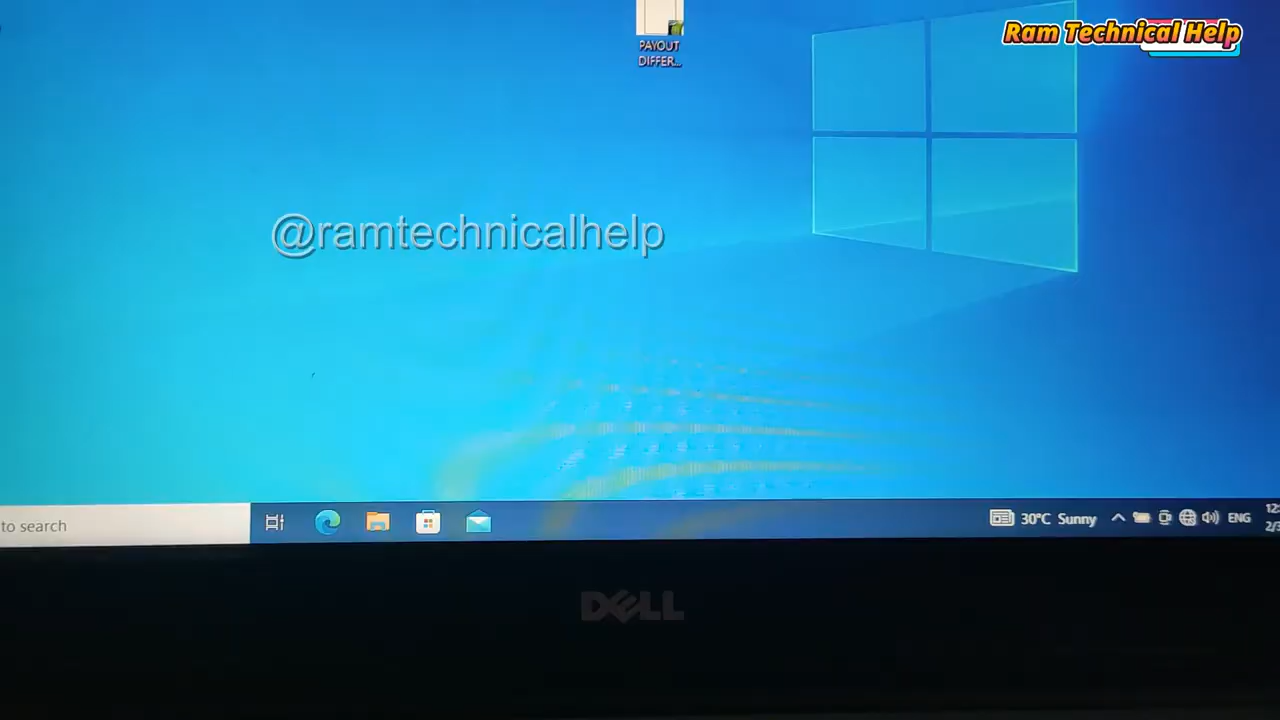 Ram Technical Help
PAYOUT
DIFFER...
@ramtechnicalhelp
to search
30°C Sunny
ENG
DELL